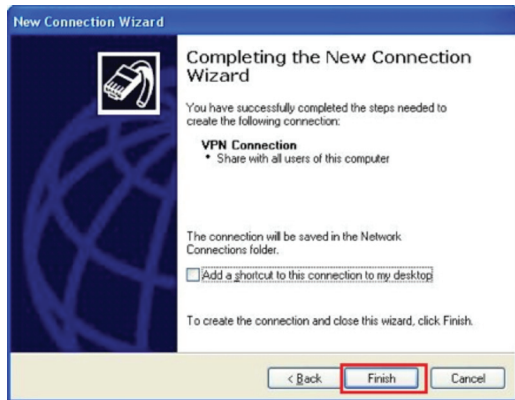 New Connection Wizard
Completing the New Connection
Wizard
You have successfully completed the steps needed to
create the following connection:
VPN Connection
• Share with all users of this computer
The connection will be saved in the Network
Connections folder.
Add a shortcut to this connection to my desktop
To create the connection and close this wizard, click Finish.
< Back
Finish
Cancel